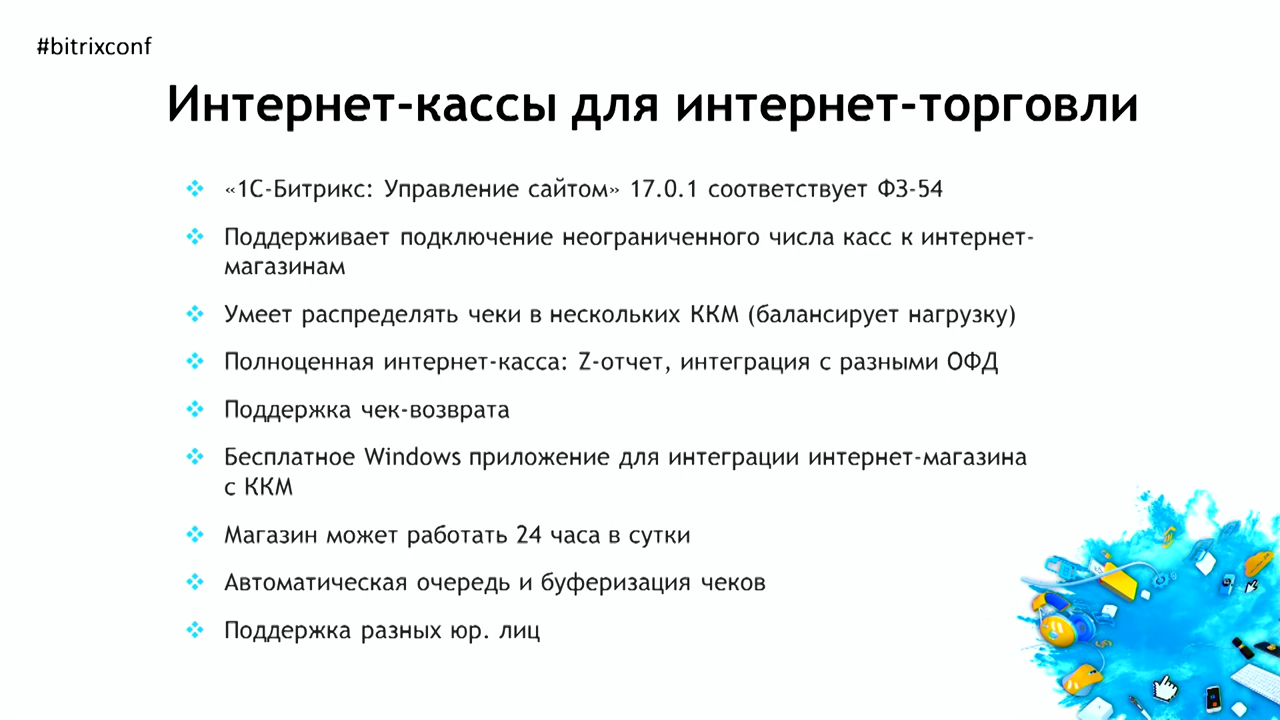 #bitrixconf
Интернет-кассы для интернет-торговли
«1С-Битрикс: Управление сайтом» 17.0.1 соответствует ФЗ-54
Поддерживает подключение неограниченного числа касс к интернет-
магазинам
Умеет распределять чеки в нескольких ККМ (балансирует нагрузку)
Полноценная интернет-касса: Z-отчет, интеграция с разными ОФД
Поддержка чек-возврата
Бесплатное Windows приложение для интеграции интернет-магазина
с ККМ
Магазин может работать 24 часа в сутки
Автоматическая очередь и буферизация чеков
Поддержка разных юр. лиц